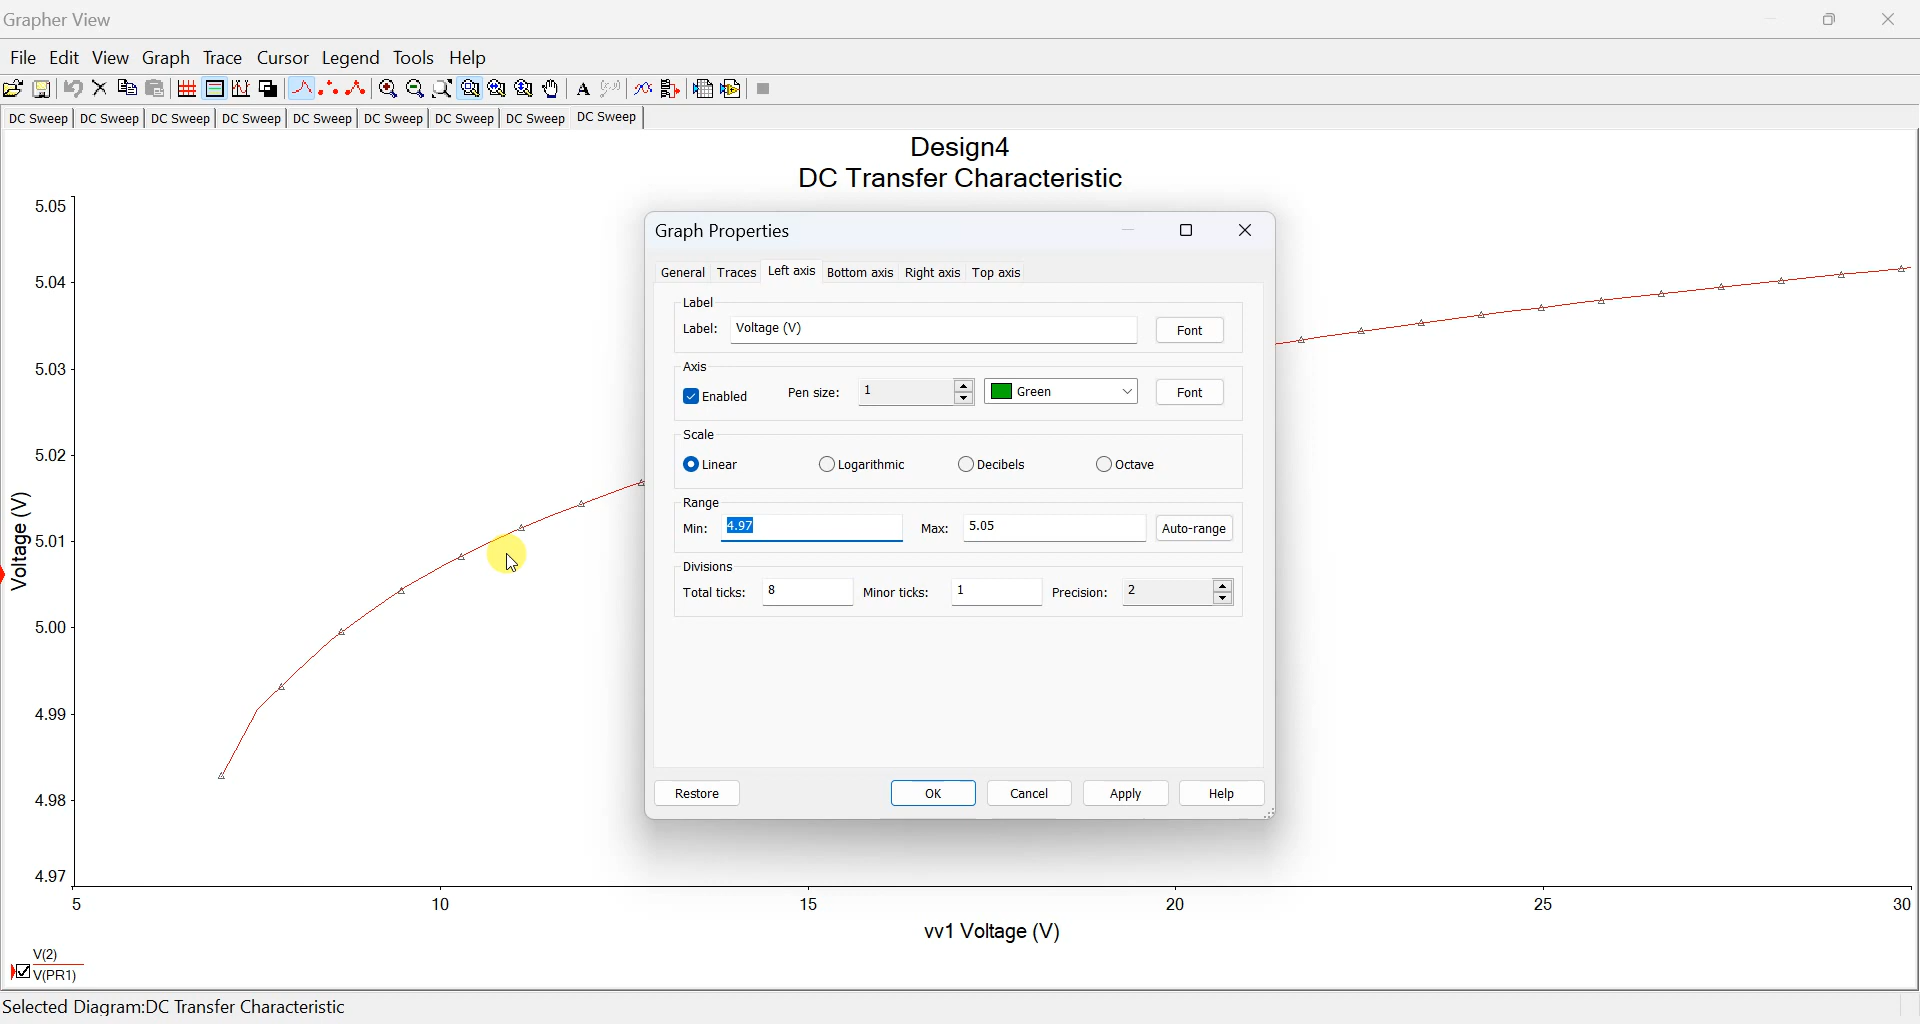 Grapher View
File Edit View Graph Trace Cursor Legend Tools Help
DC Sweep DC Sweep DC Sweep DC Sweep DC Sweep DC Sweep DC Sweep DC Sweep DC Sweep
Design4
DC Transfer Characteristic
5.05
5.04
5.03
5.02
5.01
5.00
4.99
4.98
4.97
Voltage (V)
Graph Properties
General Traces Left axis Bottom axis Right axis Top axis
Label
Label: Voltage (V) Font
Axis
Enabled Pen size: 1 Green Font
Scale
Linear Logarithmic Decibels Octave
Range
Min: 4.97 Max: 5.05 Auto-range
Divisions
Total ticks: 8 Minor ticks: 1 Precision: 2
Restore OK Cancel Apply Help
5 10 15 20 25 30
vv1 Voltage (V)
V(2)
V(PR1)
Selected Diagram:DC Transfer Characteristic